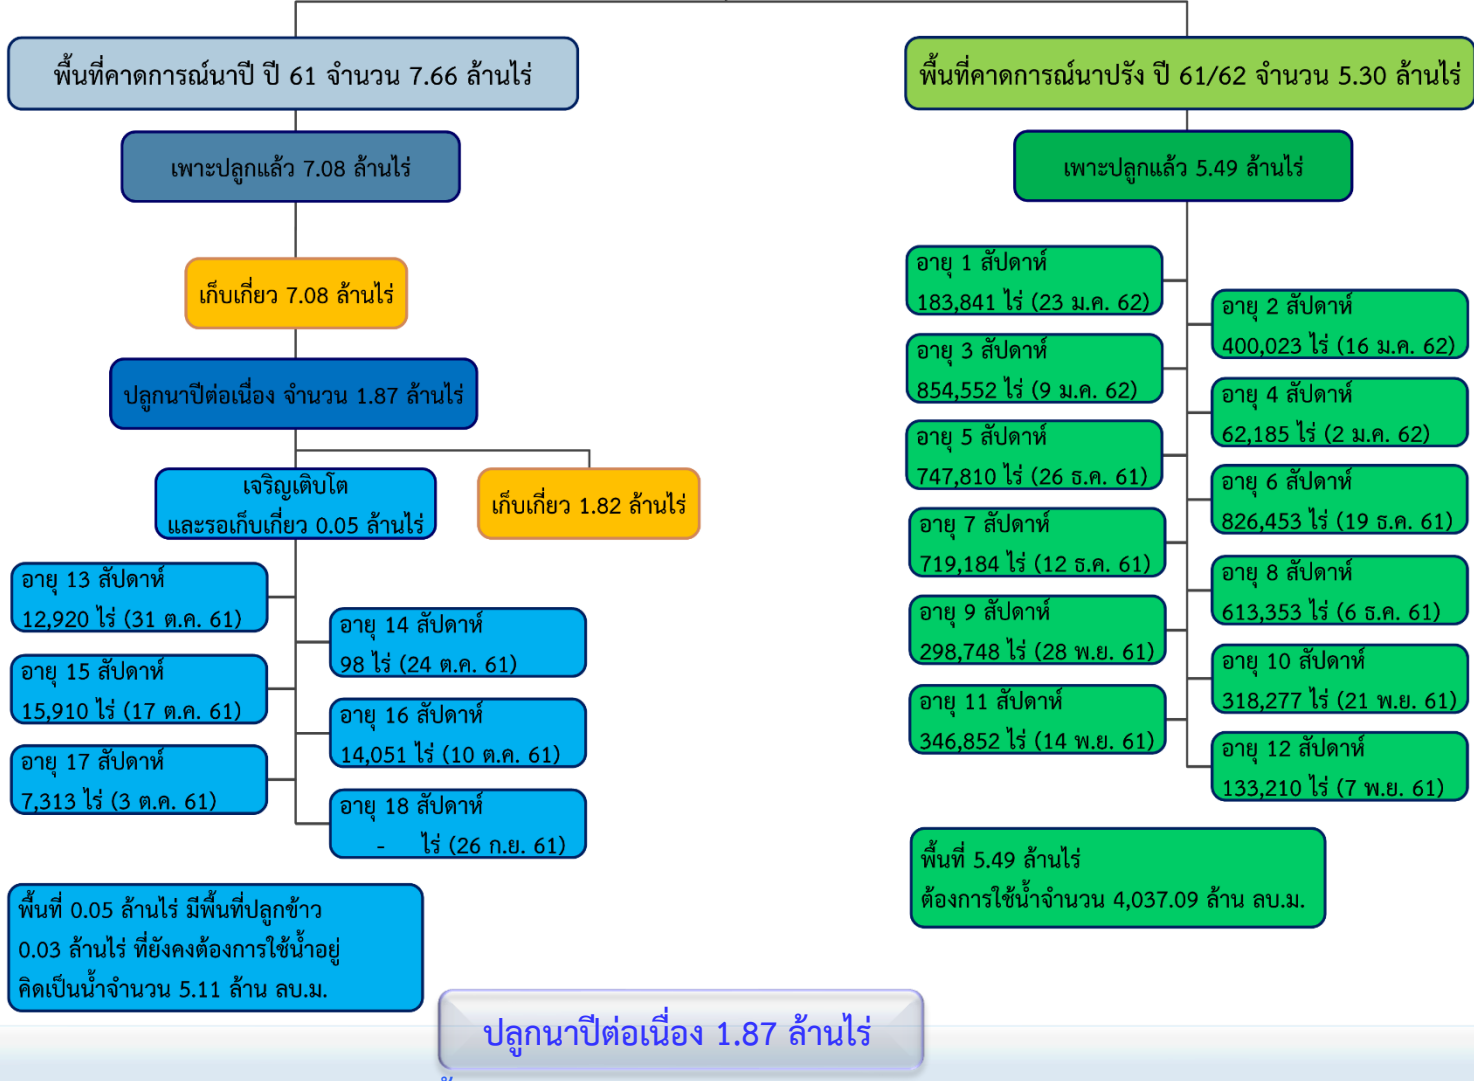 พื้นที่คาดการณ์นาปี ปี 61 จำนวน 7.66 ล้านไร่
เพาะปลูกแล้ว 7.08 ล้านไร่
เก็บเกี่ยว 7.08 ล้านไร่
ปลูกนาปีต่อเนื่อง จำนวน 1.87 ล้านไร่
เจริญเติบโต
และรอเก็บเกี่ยว 0.05 ล้านไร่
เก็บเกี่ยว 1.82 ล้านไร่
อายุ 13 สัปดาห์
12,920 ไร่ (31 ต.ค. 61)
อายุ 14 สัปดาห์
98 ไร่ (24 ต.ค. 61)
อายุ 15 สัปดาห์
15,910 ไร่ (17 ต.ค. 61)
อายุ 16 สัปดาห์
14,051 ไร่ (10 ต.ค. 61)
อายุ 17 สัปดาห์
7,313 ไร่ (3 ต.ค. 61)
อายุ 18 สัปดาห์
- ไร่ (26 ก.ย. 61)
พื้นที่ 0.05 ล้านไร่ มีพื้นที่ปลูกข้าว
0.03 ล้านไร่ ที่ยังคงต้องการใช้น้ำอยู่
คิดเป็นน้ำจำนวน 5.11 ล้าน ลบ.ม.
พื้นที่คาดการณ์นาปรัง ปี 61/62 จำนวน 5.30 ล้านไร่
เพาะปลูกแล้ว 5.49 ล้านไร่
อายุ 1 สัปดาห์
183,841 ไร่ (23 ม.ค. 62)
อายุ 2 สัปดาห์
400,023 ไร่ (16 ม.ค. 62)
อายุ 3 สัปดาห์
854,552 ไร่ (9 ม.ค. 62)
อายุ 4 สัปดาห์
62,185 ไร่ (2 ม.ค. 62)
อายุ 5 สัปดาห์
747,810 ไร่ (26 ธ.ค. 61)
อายุ 6 สัปดาห์
826,453 ไร่ (19 ธ.ค. 61)
อายุ 7 สัปดาห์
719,184 ไร่ (12 ธ.ค. 61)
อายุ 8 สัปดาห์
613,353 ไร่ (6 ธ.ค. 61)
อายุ 9 สัปดาห์
298,748 ไร่ (28 พ.ย. 61)
อายุ 10 สัปดาห์
318,277 ไร่ (21 พ.ย. 61)
อายุ 11 สัปดาห์
346,852 ไร่ (14 พ.ย. 61)
อายุ 12 สัปดาห์
133,210 ไร่ (7 พ.ย. 61)
พื้นที่ 5.49 ล้านไร่
ต้องการใช้น้ำจำนวน 4,037.09 ล้าน ลบ.ม.
ปลูกนาปีต่อเนื่อง 1.87 ล้านไร่